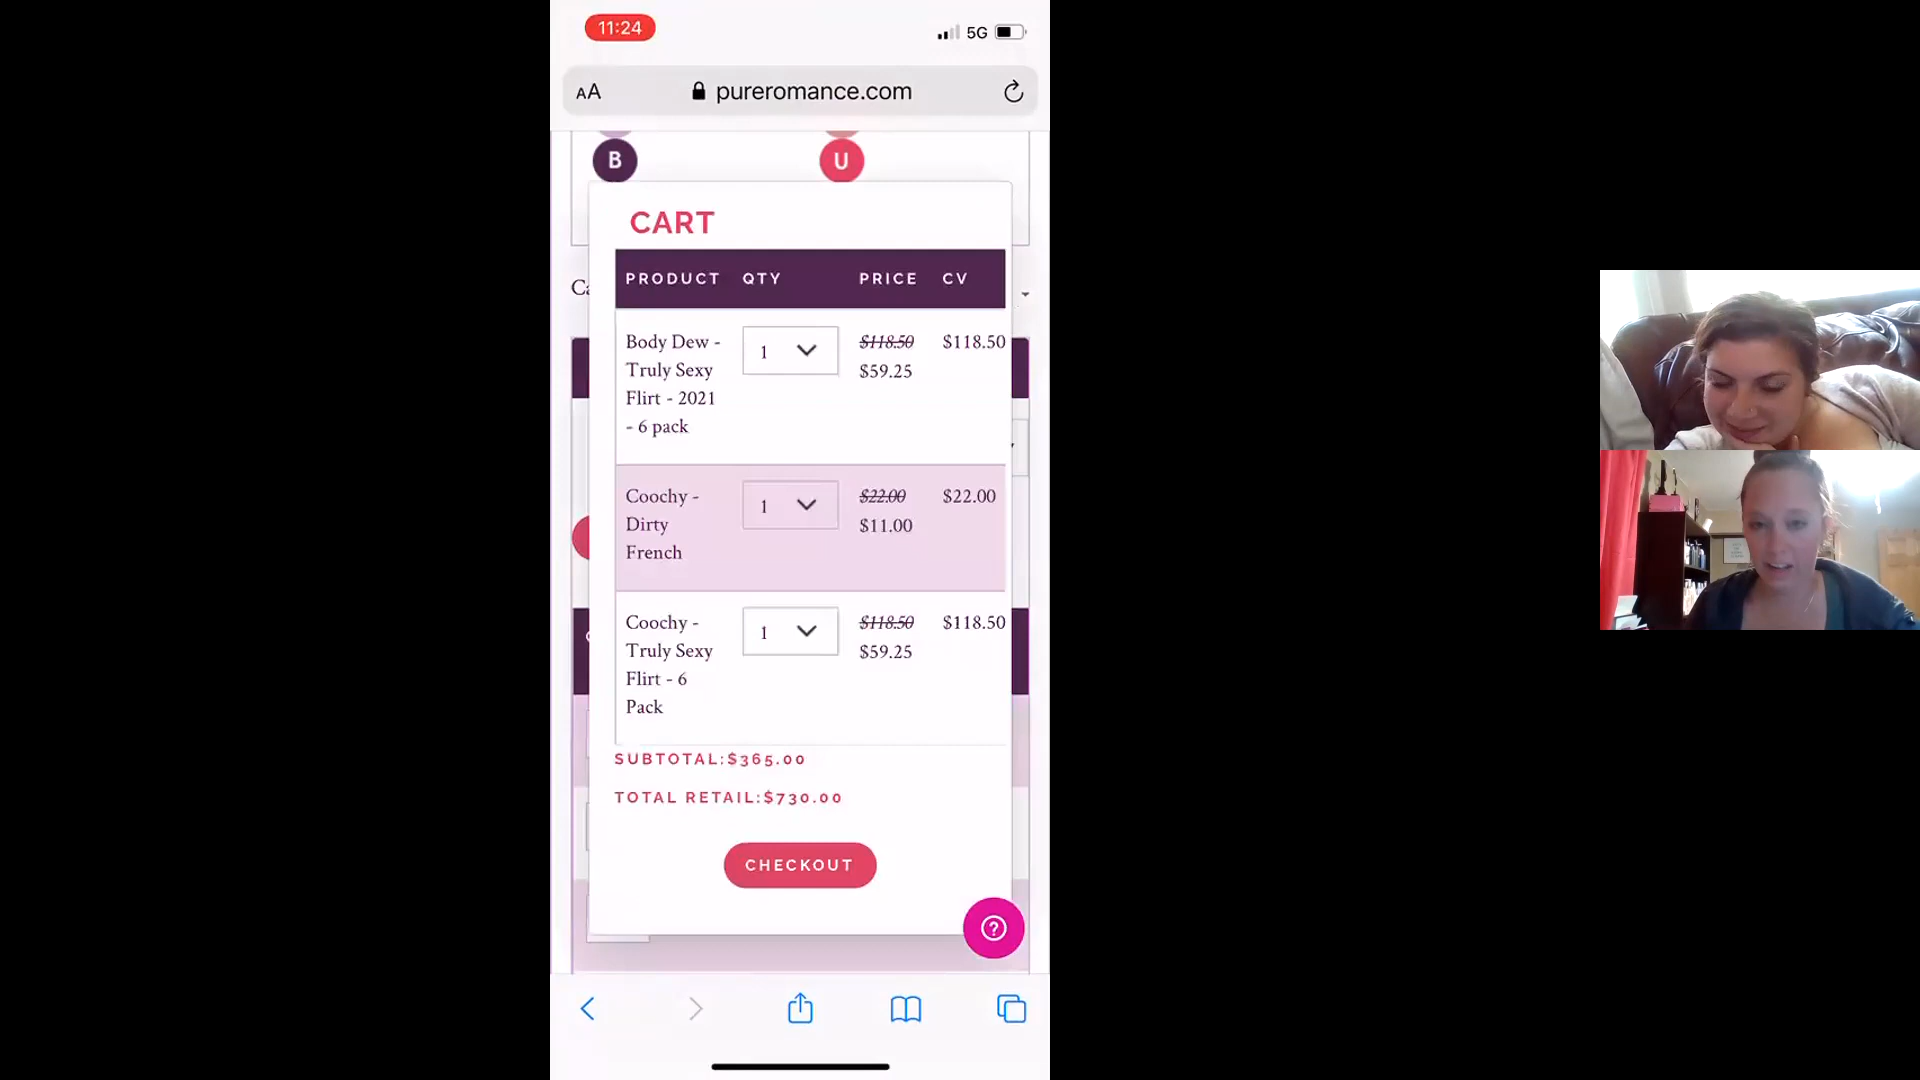 11:24
5G
AA
pureromance.com
B
U
CART
Ca
PRODUCT QTY PRICE CV
Body Dew - 1 $118.50 $118.50
Truly Sexy $59.25
Flirt - 2021
- 6 pack
Coochy - 1 $22.00 $22.00
Dirty $11.00
French
Coochy - 1 $118.50 $118.50
Truly Sexy $59.25
Flirt - 6
Pack
SUBTOTAL:$365.00
TOTAL RETAIL:$730.00
CHECKOUT
?